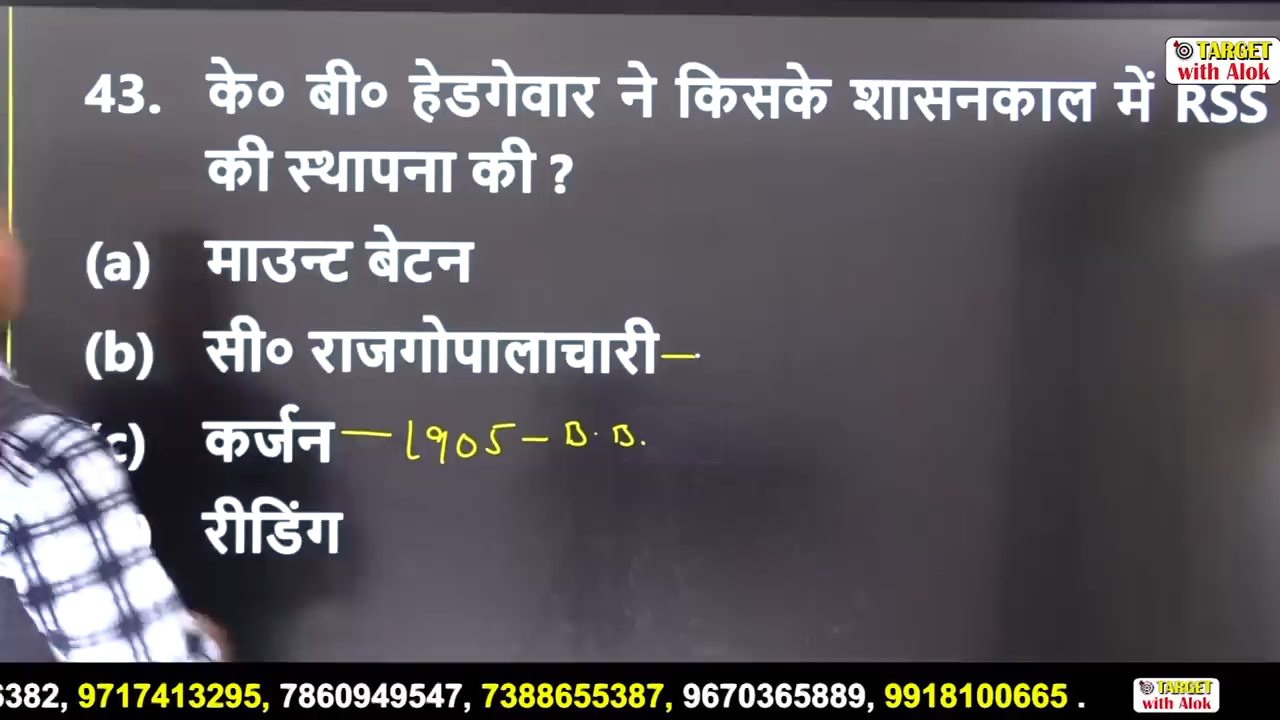 TARGET
with Alok
43. के० बी० हेडगेवार ने किसके शासनकाल में RSS
की स्थापना की ?
(a) माउन्ट बेटन
(b) सी० राजगोपालाचारी –
(c) कर्जन – 1905 – B. B.
रीडिंग
6382, 9717413295, 7860949547, 7388655387, 9670365889, 9918100665 .
TARGET
with Alok